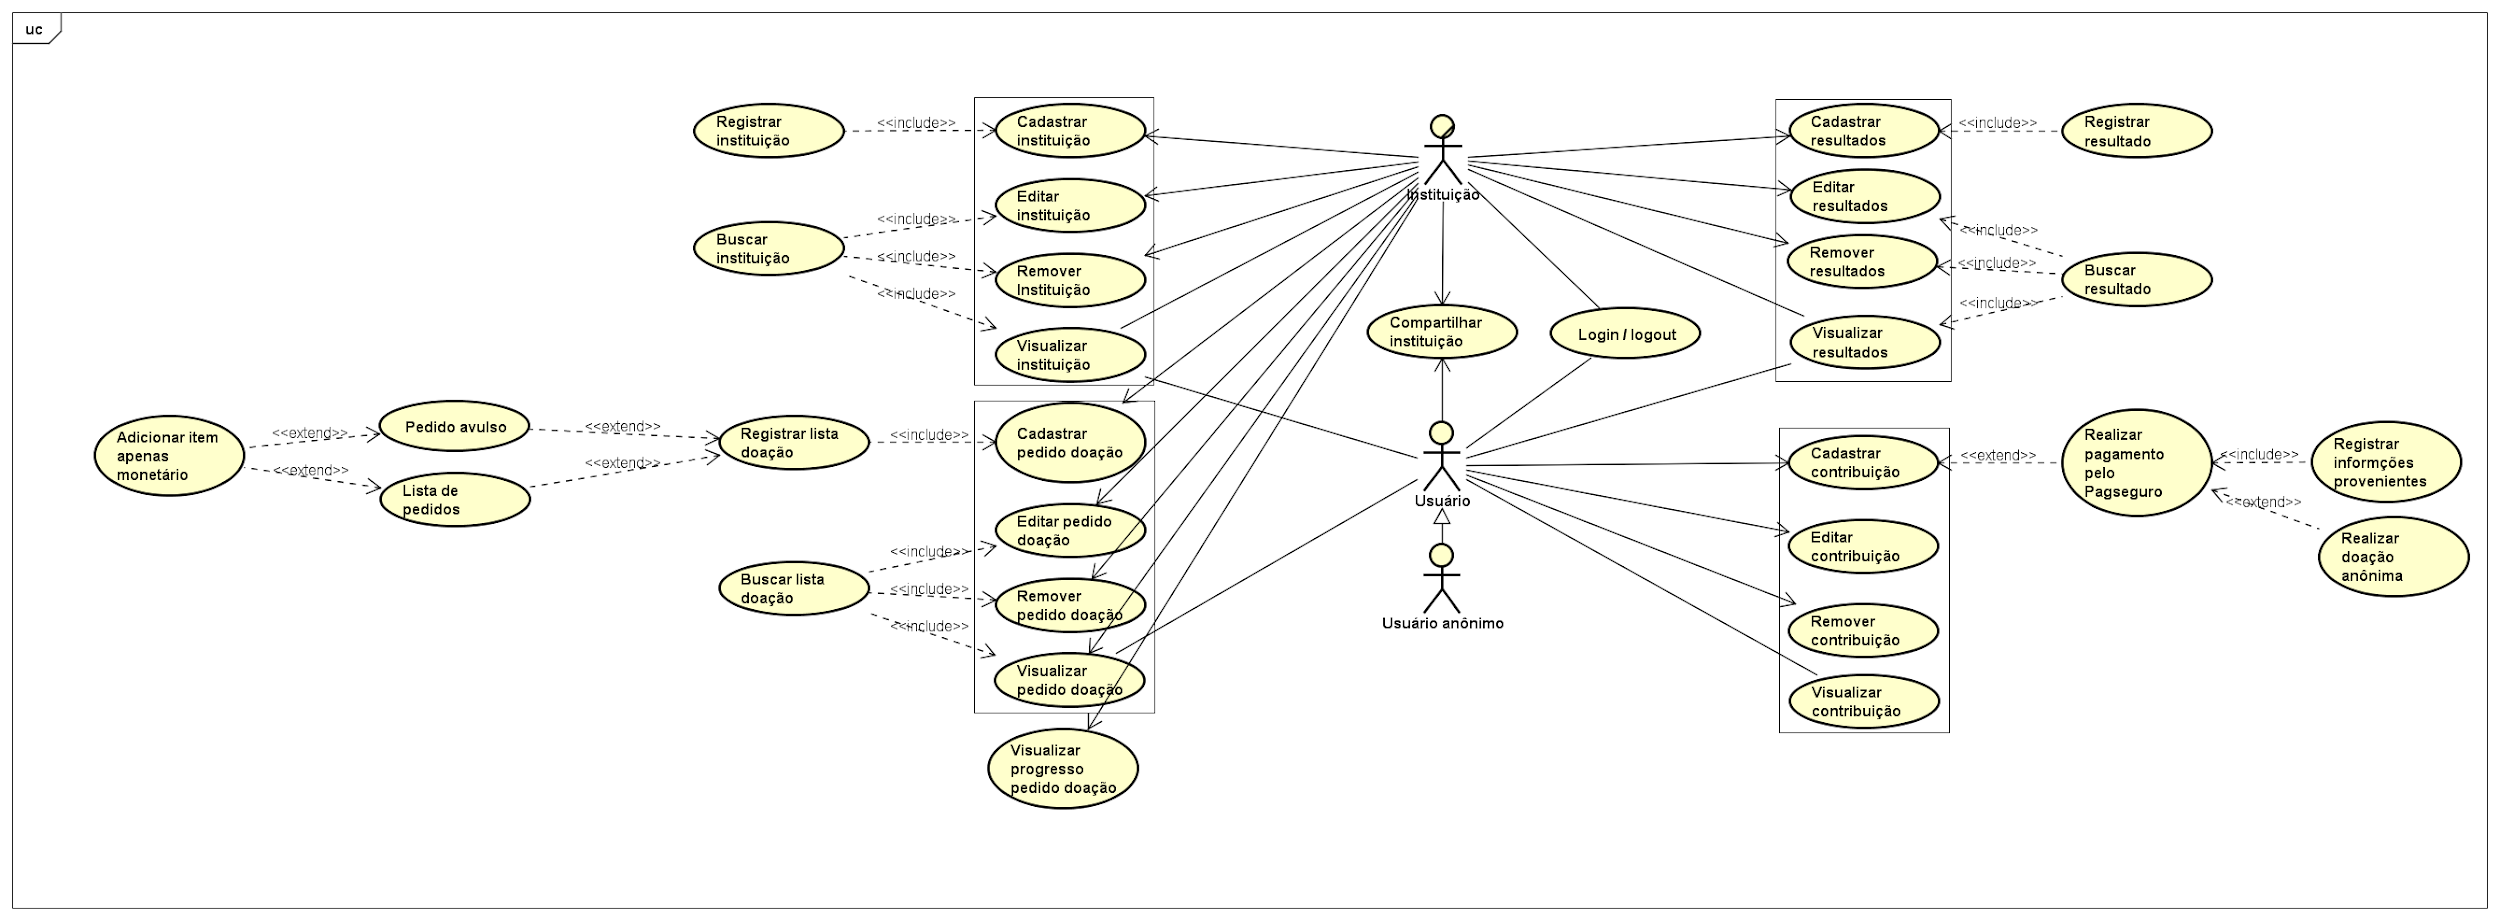 uc
Registrar
instituição
<<include>>
Cadastrar
instituição
Editar
instituição
Remover
Instituição
Visualizar
instituição
Buscar
instituição
<<include>>
<<include>>
<<include>>
Instituição
Compartilhar
instituição
Login / logout
Cadastrar
resultados
Editar
resultados
Remover
resultados
Visualizar
resultados
<<include>>
Registrar
resultado
<<include>>
<<include>>
<<include>>
Buscar
resultado
Adicionar item
apenas
monetário
<<extend>>
<<extend>>
Pedido avulso
Lista de
pedidos
<<extend>>
<<extend>>
Registrar lista
doação
<<include>>
Cadastrar
pedido doação
Editar pedido
doação
Remover
pedido doação
Visualizar
pedido doação
Buscar lista
doação
<<include>>
<<include>>
<<include>>
Visualizar
progresso
pedido doação
Usuário
Usuário anônimo
Cadastrar
contribuição
Editar
contribuição
Remover
contribuição
Visualizar
contribuição
<<extend>>
Realizar
pagamento
pelo
Pagseguro
<<include>>
<<extend>>
Registrar
informções
provenientes
Realizar
doação
anônima